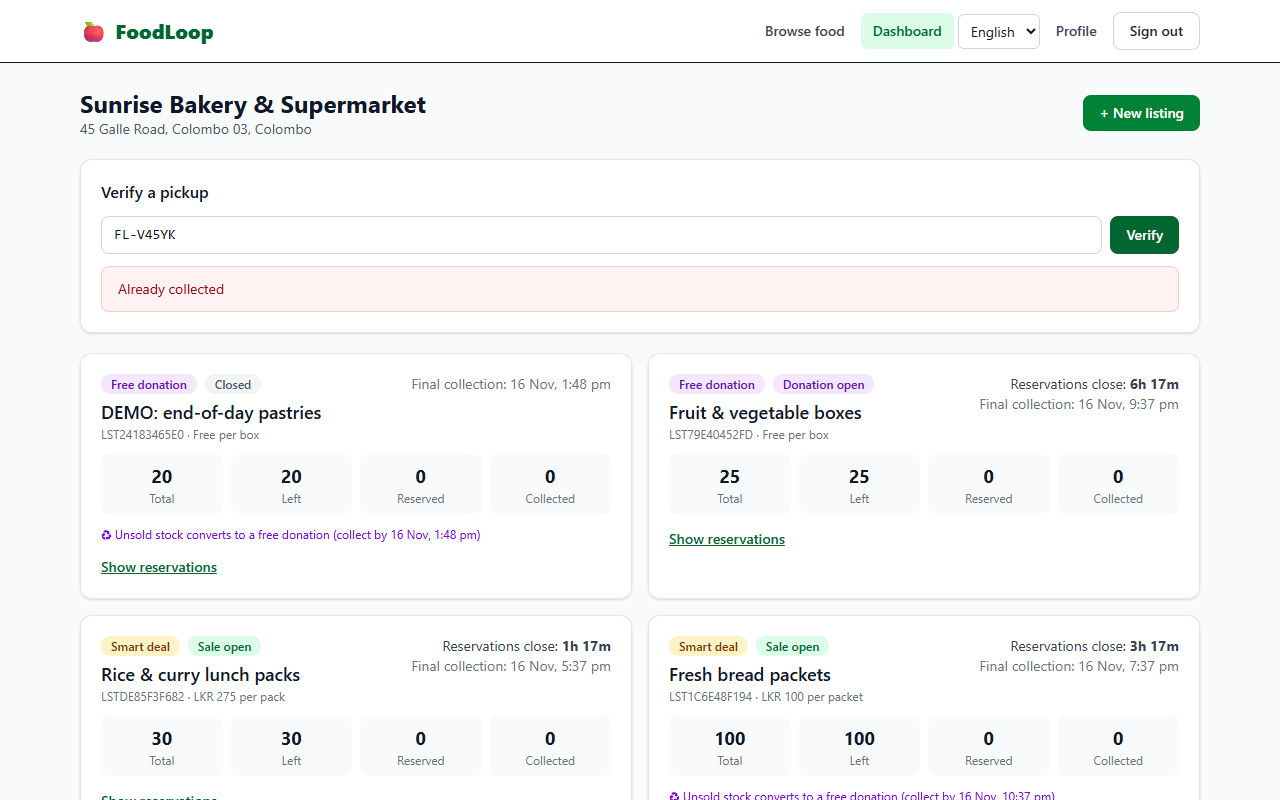 FoodLoop
Browse food
Dashboard
English
Profile
Sign out
Sunrise Bakery & Supermarket
45 Galle Road, Colombo 03, Colombo
+ New listing
Verify a pickup
FL-V45YK
Verify
Already collected
Free donation
Closed
Final collection: 16 Nov, 1:48 pm
DEMO: end-of-day pastries
LST24183465E0 · Free per box
20
Total
20
Left
0
Reserved
0
Collected
♻ Unsold stock converts to a free donation (collect by 16 Nov, 1:48 pm)
Show reservations
Free donation
Donation open
Reservations close: 6h 17m
Final collection: 16 Nov, 9:37 pm
Fruit & vegetable boxes
LST79E40452FD · Free per box
25
Total
25
Left
0
Reserved
0
Collected
Show reservations
Smart deal
Sale open
Reservations close: 1h 17m
Final collection: 16 Nov, 5:37 pm
Rice & curry lunch packs
LSTDE85F3F682 · LKR 275 per pack
30
Total
30
Left
0
Reserved
0
Collected
Show reservations
Smart deal
Sale open
Reservations close: 3h 17m
Final collection: 16 Nov, 7:37 pm
Fresh bread packets
LST1C6E48F194 · LKR 100 per packet
100
Total
100
Left
0
Reserved
0
Collected
♻ Unsold stock converts to a free donation (collect by 16 Nov, 10:37 pm)